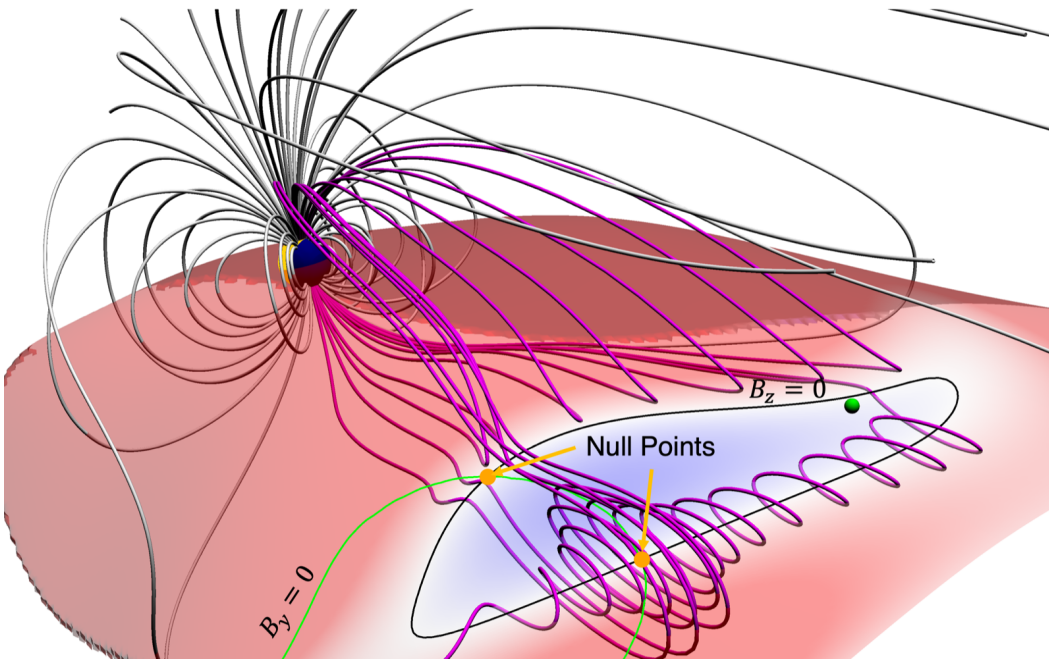 $B_z = 0$
Null Points
$B_y = 0$